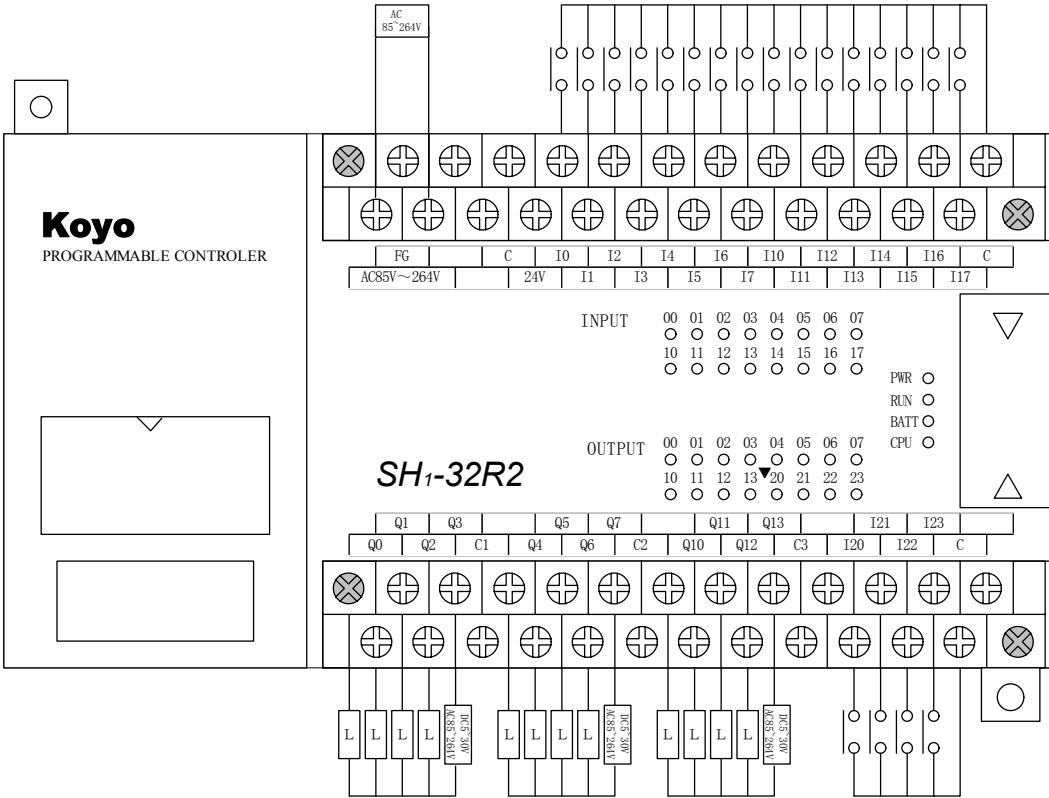 AC
85~264V
Koyo
PROGRAMMABLE CONTROLER
FG C I0 I2 I4 I6 I10 I12 I14 I16 C
AC85V～264V 24V I1 I3 I5 I7 I11 I13 I15 I17
INPUT 00 01 02 03 04 05 06 07
10 11 12 13 14 15 16 17
PWR
RUN
BATT
CPU
OUTPUT 00 01 02 03 04 05 06 07
10 11 12 13 20 21 22 23
SH1-32R2
Q1 Q3 Q5 Q7 Q11 Q13 I21 I23
Q0 Q2 C1 Q4 Q6 C2 Q10 Q12 C3 I20 I22 C
L L L L
DC5~30V
AC85~264V
L L L L
DC5~30V
AC85~264V
L L L L
DC5~30V
AC85~264V